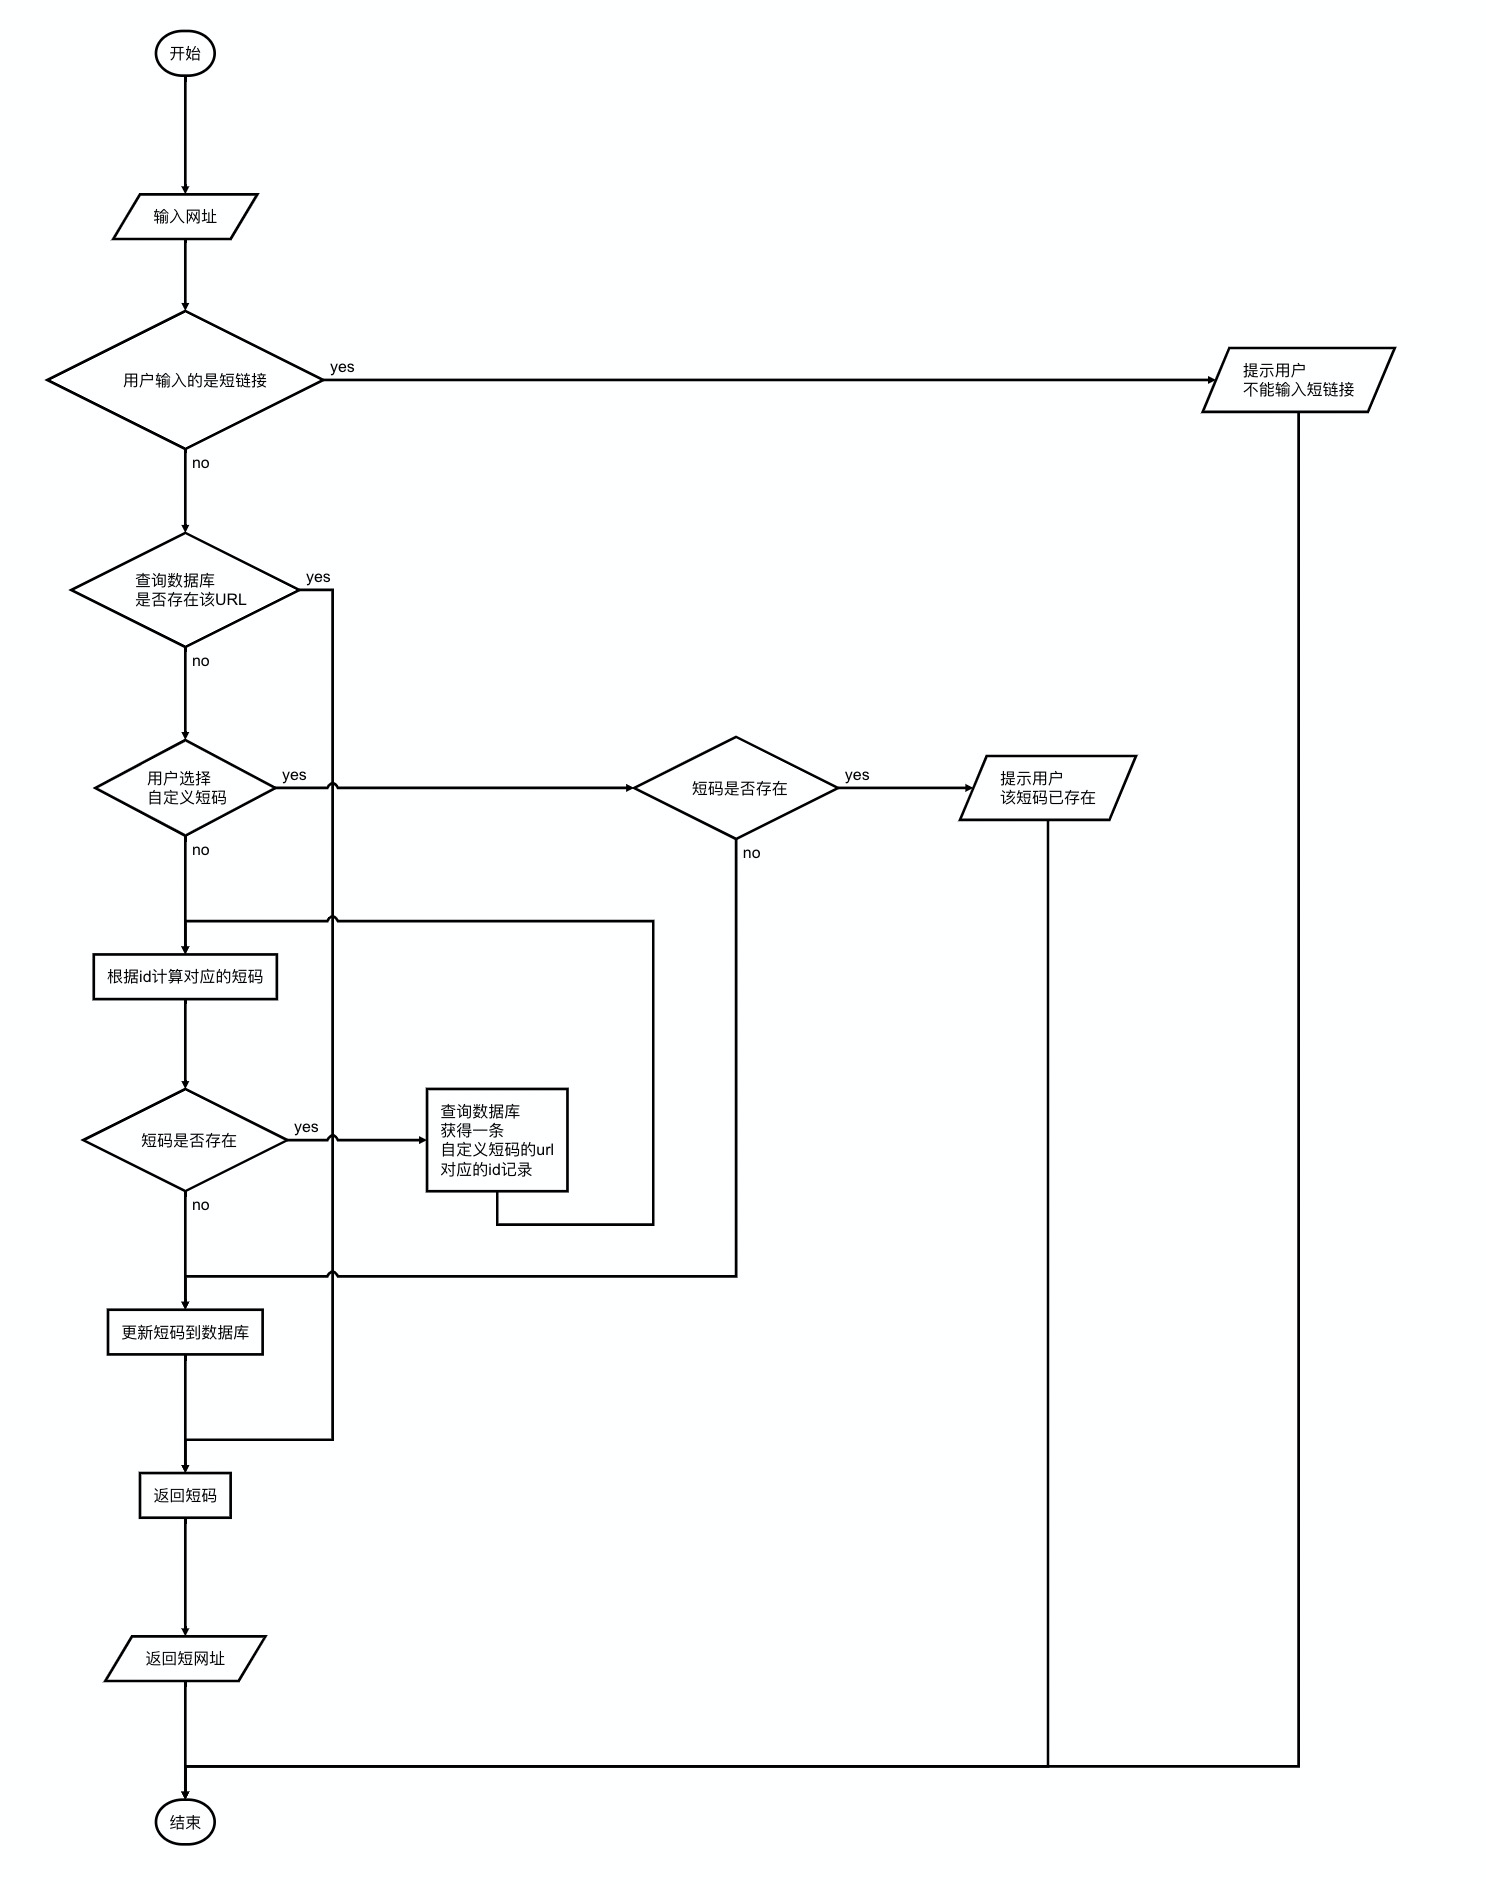 开始
输入网址
用户输入的是短链接
yes
提示用户
不能输入短链接
no
查询数据库
是否存在该URL
yes
no
用户选择
自定义短码
yes
短码是否存在
yes
提示用户
该短码已存在
no
no
根据id计算对应的短码
短码是否存在
yes
查询数据库
获得一条
自定义短码的url
对应的id记录
no
更新短码到数据库
返回短码
返回短网址
结束